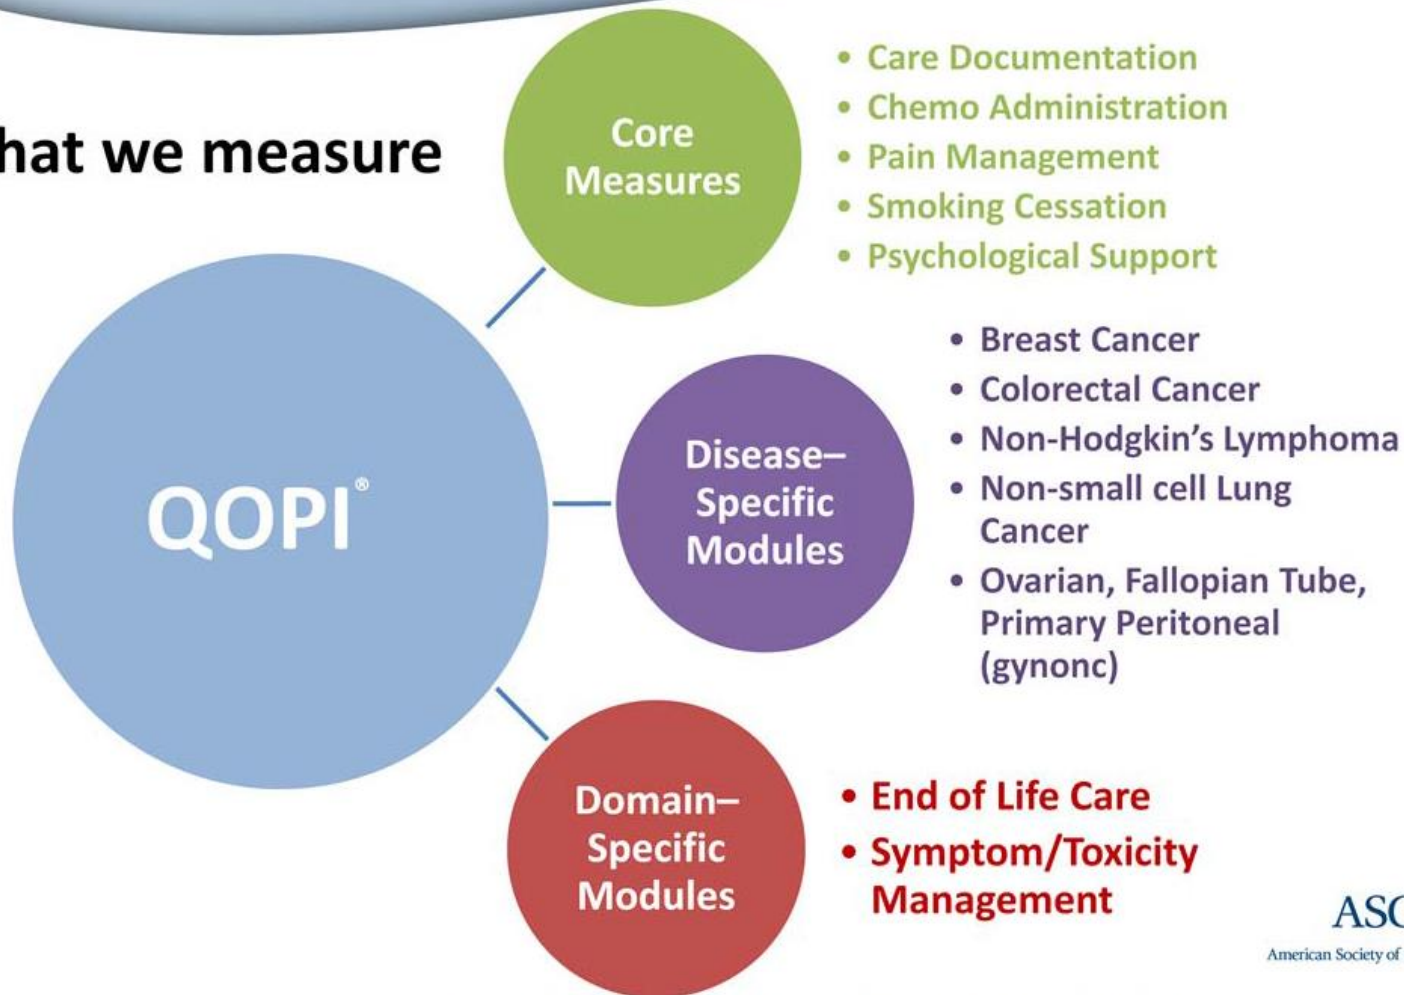 hat we measure
Core
Measures
• Care Documentation
• Chemo Administration
• Pain Management
• Smoking Cessation
• Psychological Support
QOPI®
Disease–
Specific
Modules
• Breast Cancer
• Colorectal Cancer
• Non-Hodgkin’s Lymphoma
• Non-small cell Lung
Cancer
• Ovarian, Fallopian Tube,
Primary Peritoneal
(gynonc)
Domain–
Specific
Modules
• End of Life Care
• Symptom/Toxicity
Management
ASC
American Society of